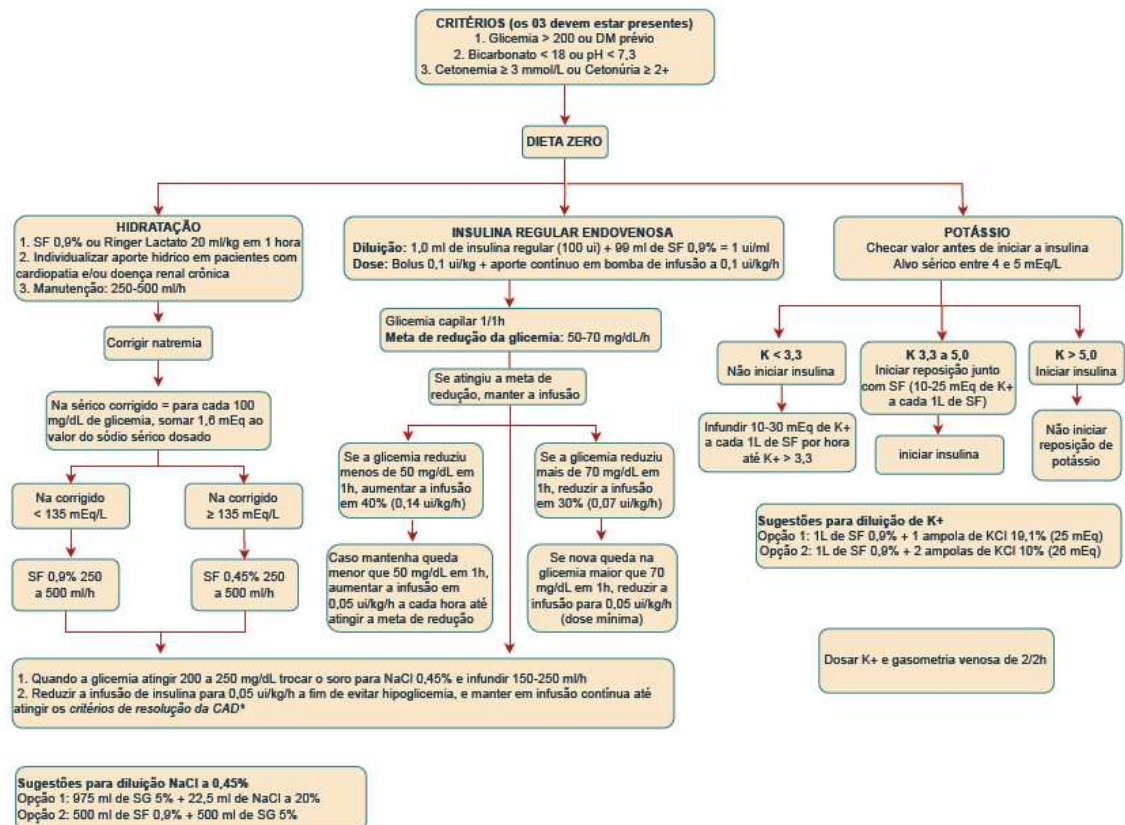 CRITÉRIOS (os 03 devem estar presentes)
1. Glicemia > 200 ou DM prévio
2. Bicarbonato < 18 ou pH < 7,3
3. Cetonemia ≥ 3 mmol/L ou Cetonúria ≥ 2+
DIETA ZERO
HIDRATAÇÃO
1. SF 0,9% ou Ringer Lactato 20 ml/kg em 1 hora
2. Individualizar aporte hídrico em pacientes com
cardiopatia e/ou doença renal crônica
3. Manutenção: 250-500 ml/h
Corrigir natremia
Na sérico corrigido = para cada 100
mg/dL de glicemia, somar 1,6 mEq ao
valor do sódio sérico dosado
Na corrigido
< 135 mEq/L
Na corrigido
≥ 135 mEq/L
SF 0,9% 250
a 500 ml/h
SF 0,45% 250
a 500 ml/h
INSULINA REGULAR ENDOVENOSA
Diluição: 1,0 ml de insulina regular (100 ui) + 99 ml de SF 0,9% = 1 ui/ml
Dose: Bolus 0,1 ui/kg + aporte contínuo em bomba de infusão a 0,1 ui/kg/h
Glicemia capilar 1/1h
Meta de redução da glicemia: 50-70 mg/dL/h
Se atingiu a meta de
redução, manter a infusão
Se a glicemia reduziu
menos de 50 mg/dL em
1h, aumentar a infusão
em 40% (0,14 ui/kg/h)
Se a glicemia reduziu
mais de 70 mg/dL em
1h, reduzir a infusão
em 30% (0,07 ui/kg/h)
Caso mantenha queda
menor que 50 mg/dL em 1h,
aumentar a infusão em
0,05 ui/kg/h a cada hora até
atingir a meta de redução
Se nova queda na
glicemia maior que 70
mg/dL em 1h, reduzir a
infusão para 0,05 ui/kg/h
(dose mínima)
POTÁSSIO
Checar valor antes de iniciar a insulina
Alvo sérico entre 4 e 5 mEq/L
K < 3,3
Não iniciar insulina
K 3,3 a 5,0
Iniciar reposição junto
com SF (10-25 mEq de K+
a cada 1L de SF)
K > 5,0
Iniciar insulina
Infundir 10-30 mEq de K+
a cada 1L de SF por hora
até K+ > 3,3
iniciar insulina
Não iniciar
reposição de
potássio
Sugestões para diluição de K+
Opção 1: 1L de SF 0,9% + 1 ampola de KCl 19,1% (25 mEq)
Opção 2: 1L de SF 0,9% + 2 ampolas de KCl 10% (26 mEq)
Dosar K+ e gasometria venosa de 2/2h
1. Quando a glicemia atingir 200 a 250 mg/dL trocar o soro para NaCl 0,45% e infundir 150-250 ml/h
2. Reduzir a infusão de insulina para 0,05 ui/kg/h a fim de evitar hipoglicemia, e manter em infusão contínua até
atingir os critérios de resolução da CAD*
Sugestões para diluição NaCl a 0,45%
Opção 1: 975 ml de SG 5% + 22,5 ml de NaCl a 20%
Opção 2: 500 ml de SF 0,9% + 500 ml de SG 5%